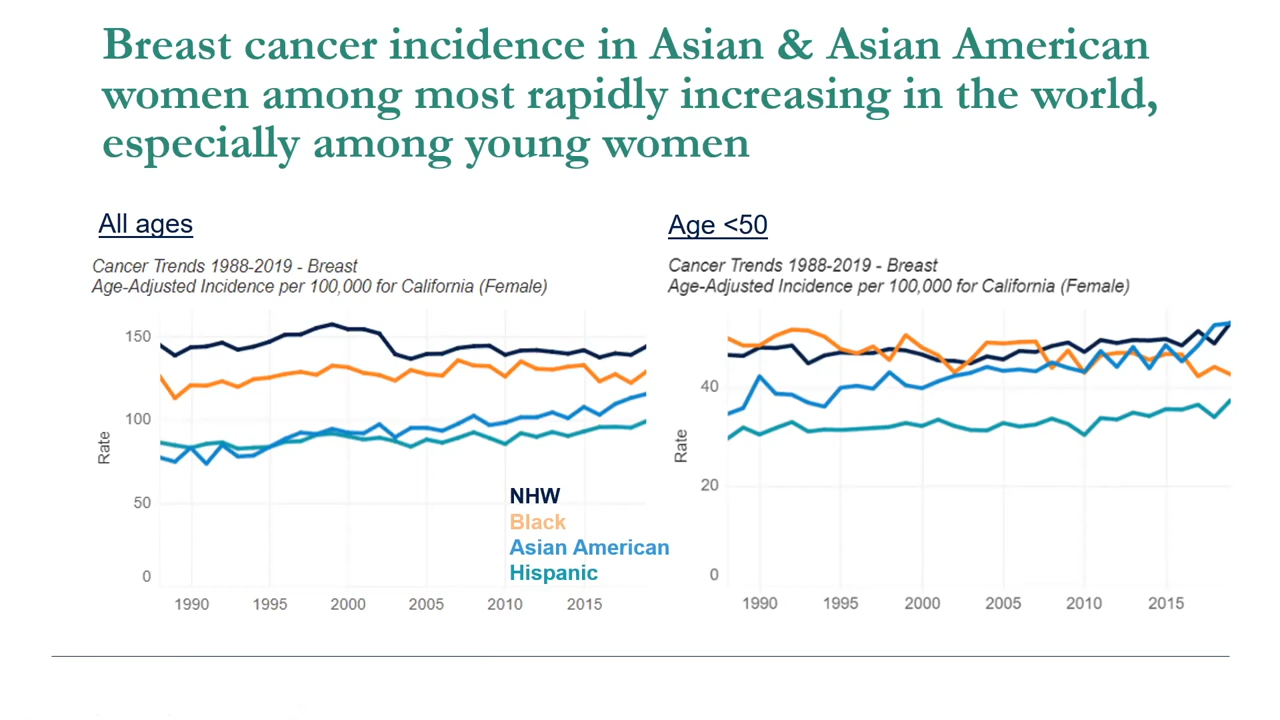 Breast cancer incidence in Asian & Asian American
women among most rapidly increasing in the world,
especially among young women
All ages
Cancer Trends 1988-2019 - Breast
Age-Adjusted Incidence per 100,000 for California (Female)
150
100
50
0
Rate
1990 1995 2000 2005 2010 2015
NHW
Black
Asian American
Hispanic
Age <50
Cancer Trends 1988-2019 - Breast
Age-Adjusted Incidence per 100,000 for California (Female)
40
20
0
Rate
1990 1995 2000 2005 2010 2015